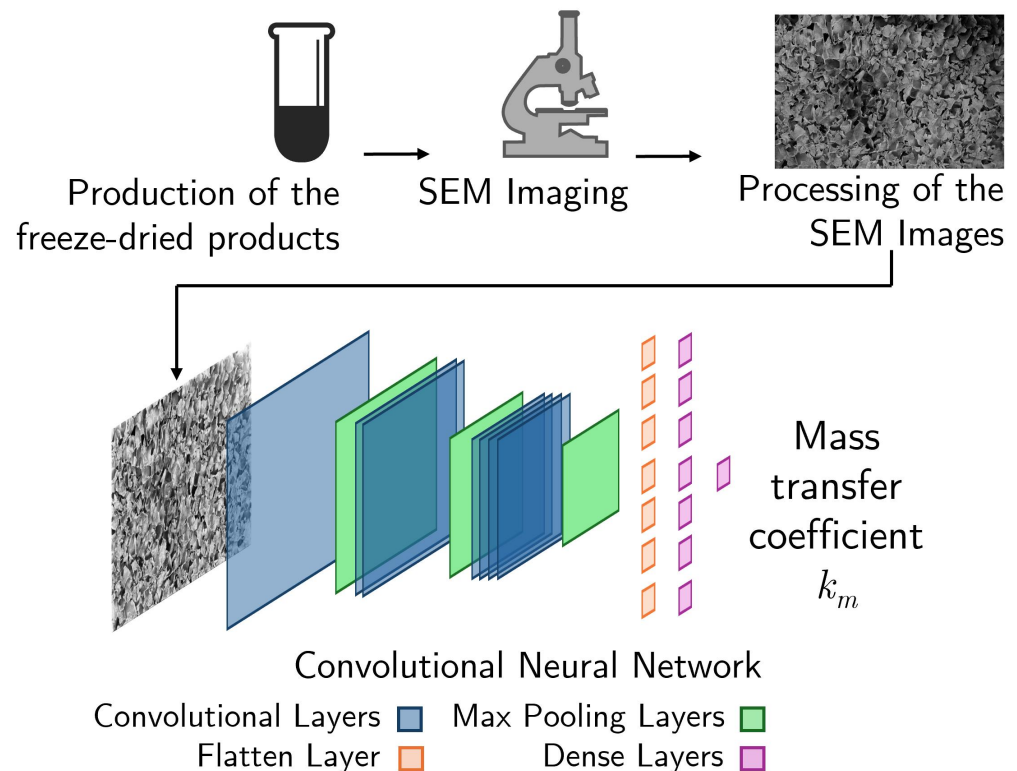 Production of the
freeze-dried products
SEM Imaging
Processing of the
SEM Images
Mass
transfer
coefficient
k_m
Convolutional Neural Network
Convolutional Layers
Max Pooling Layers
Flatten Layer
Dense Layers